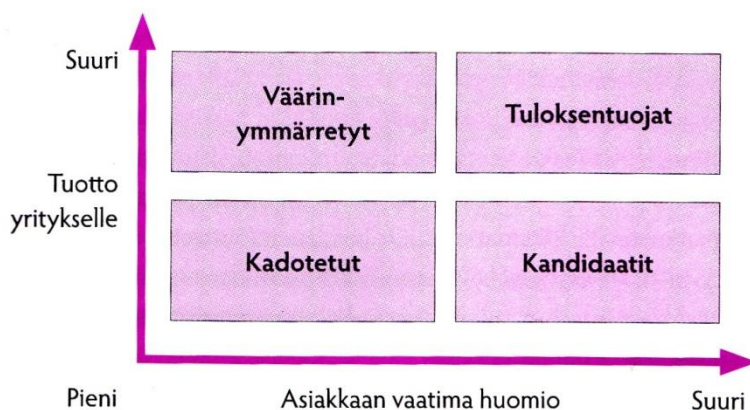 Suuri
Väärin-
ymmärretyt
Tuloksentuojat
Tuotto
yritykselle
Kadotetut
Kandidaatit
Pieni
Asiakkaan vaatima huomio
Suuri